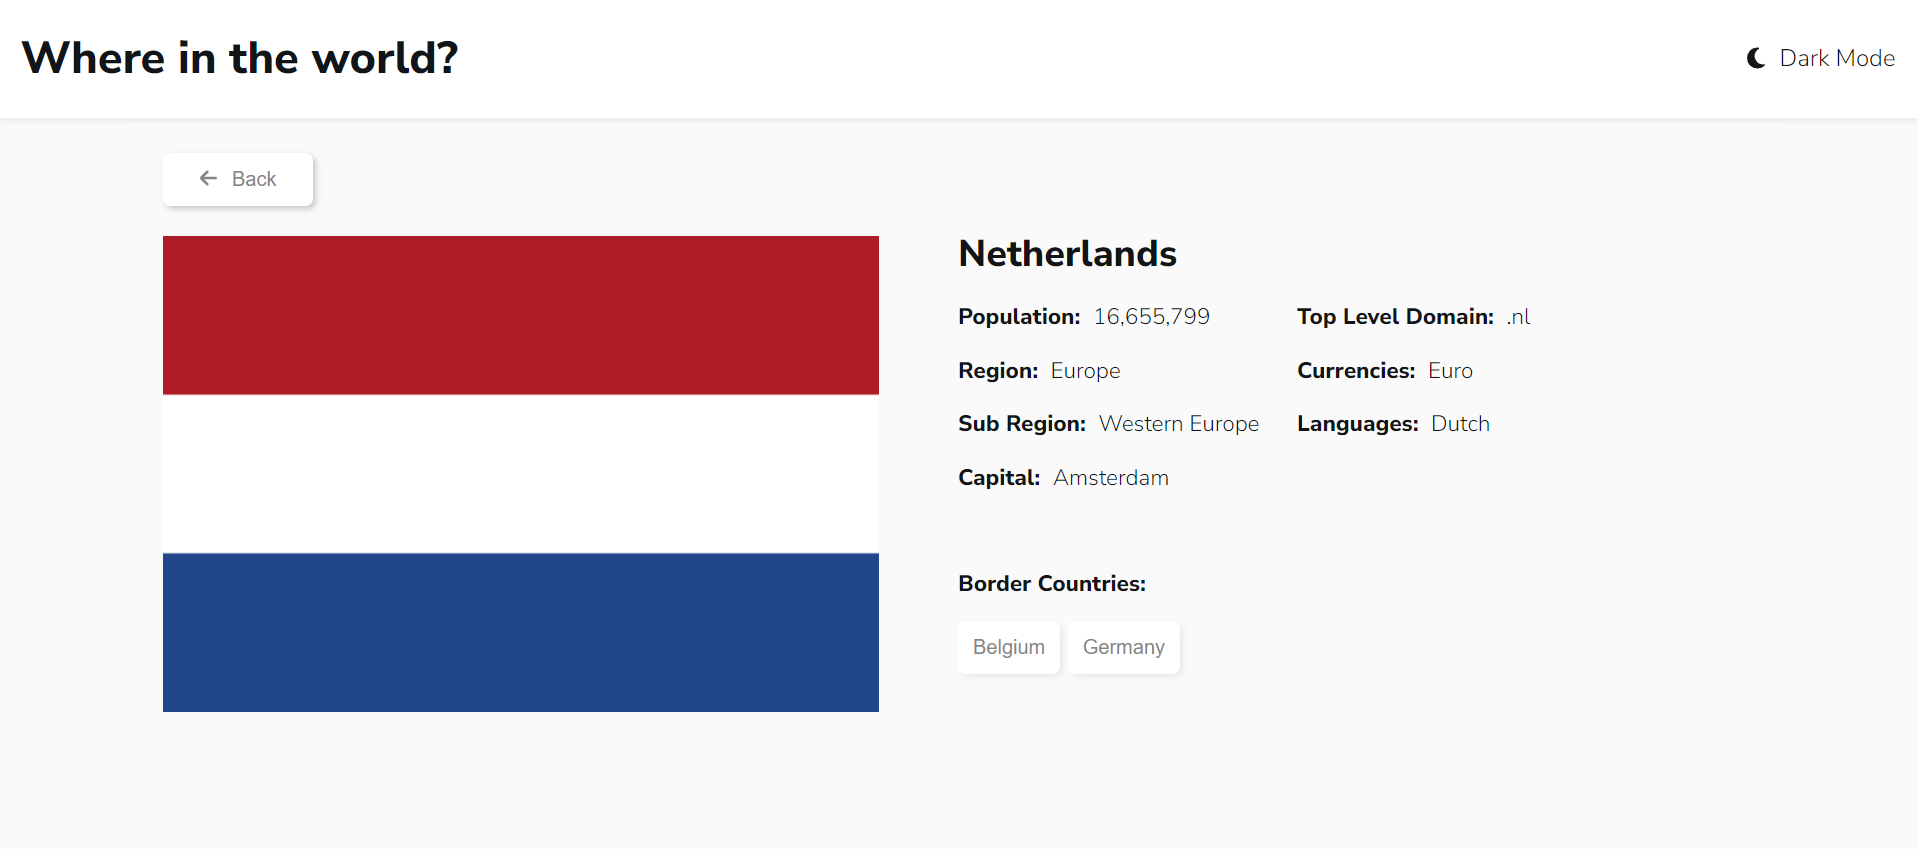 Where in the world?
Dark Mode
Back
Netherlands
Population: 16,655,799
Region: Europe
Sub Region: Western Europe
Capital: Amsterdam
Top Level Domain: .nl
Currencies: Euro
Languages: Dutch
Border Countries:
Belgium Germany